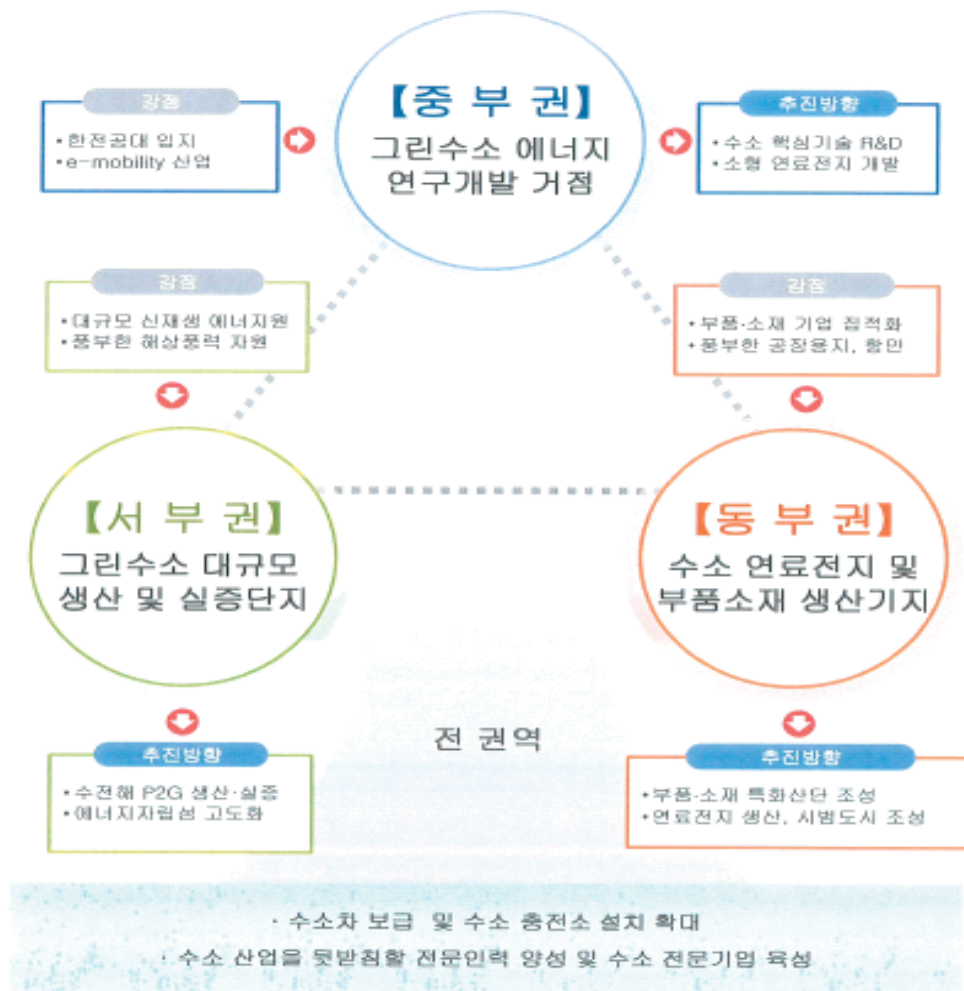 강점
• 한전공대 입지
• e-mobility 산업
【중 부 권】
그린수소 에너지
연구개발 거점
추진방향
• 수소 핵심기술 R&D
• 소형 연료전지 개발
강점
• 대규모 신재생 에너지원
• 풍부한 해상풍력 자원
강점
• 부품·소재 기업 집적화
• 풍부한 공장용지, 항만
【서 부 권】
그린수소 대규모
생산 및 실증단지
【동 부 권】
수소 연료전지 및
부품소재 생산기지
전 권역
추진방향
• 수전해 P2G 생산·실증
• 에너지자립섬 고도화
추진방향
• 부품·소재 특화산단 조성
• 연료전지 생산, 시범도시 조성
· 수소차 보급 및 수소 충전소 설치 확대
· 수소 산업을 뒷받침할 전문인력 양성 및 수소 전문기업 육성